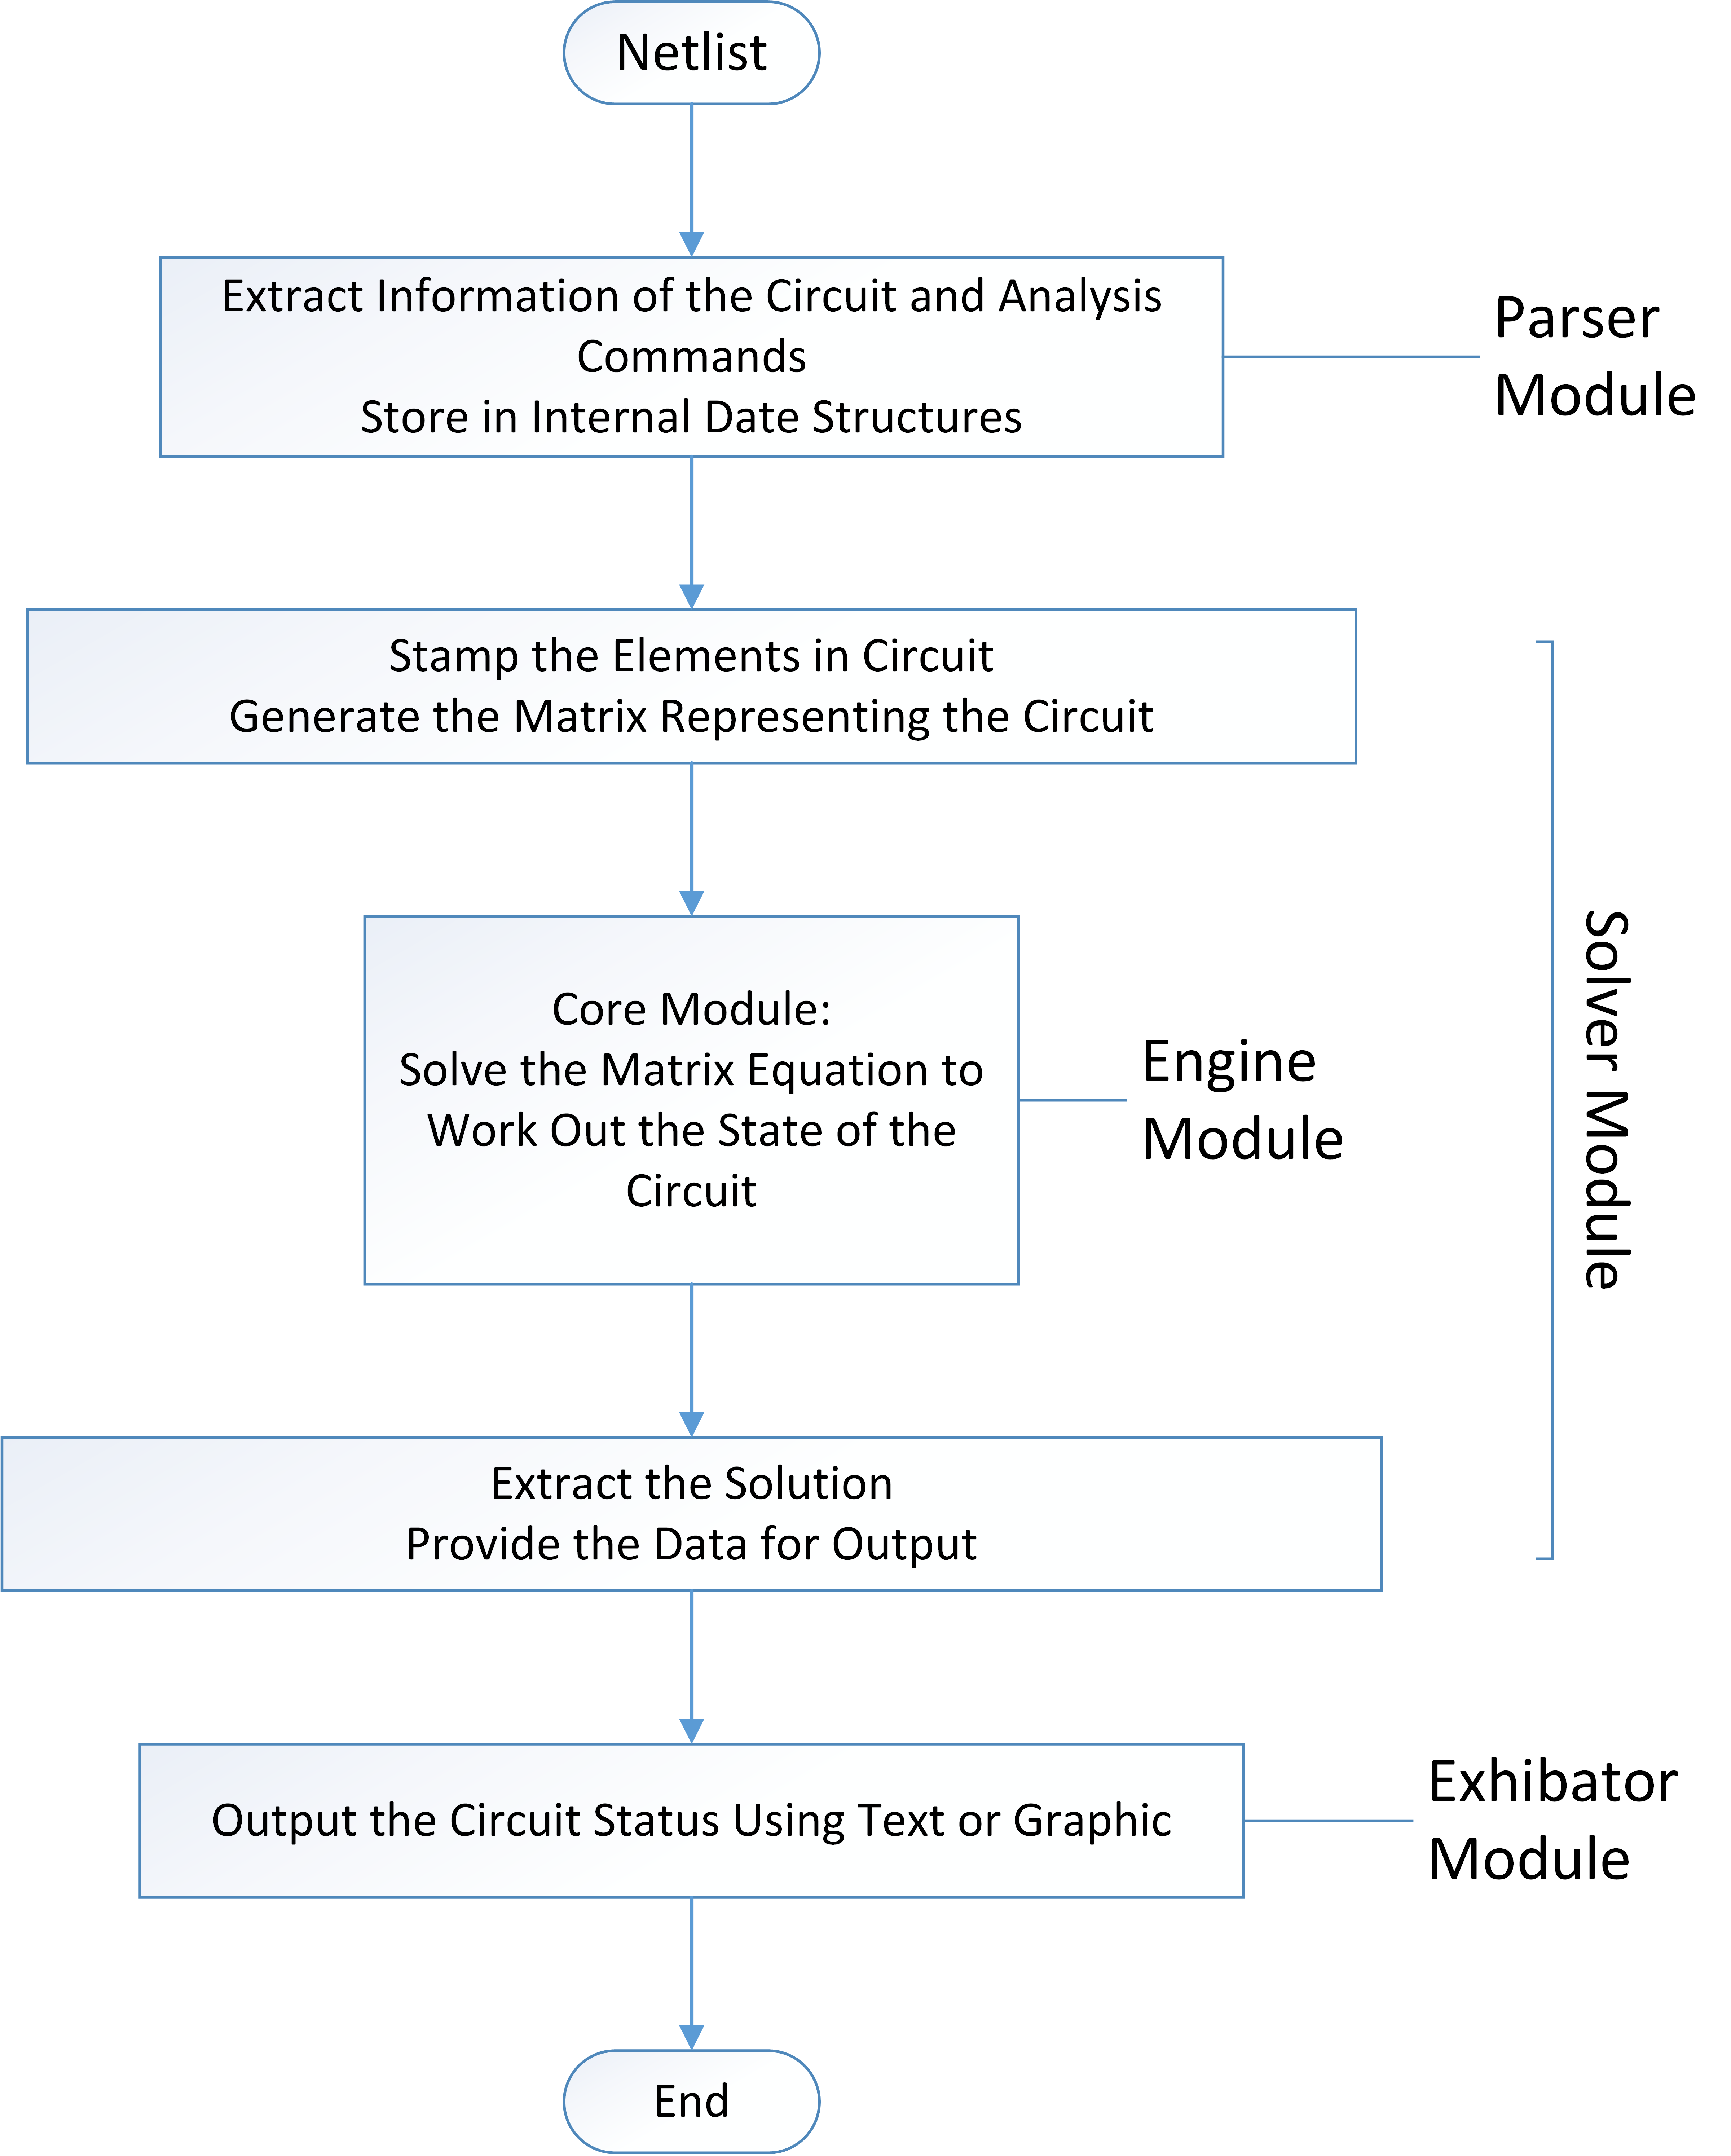 Netlist
Extract Information of the Circuit and Analysis
Commands
Store in Internal Date Structures
Parser
Module
Stamp the Elements in Circuit
Generate the Matrix Representing the Circuit
Core Module:
Solve the Matrix Equation to
Work Out the State of the
Circuit
Engine
Module
Solver Module
Extract the Solution
Provide the Data for Output
Output the Circuit Status Using Text or Graphic
Exhibator
Module
End